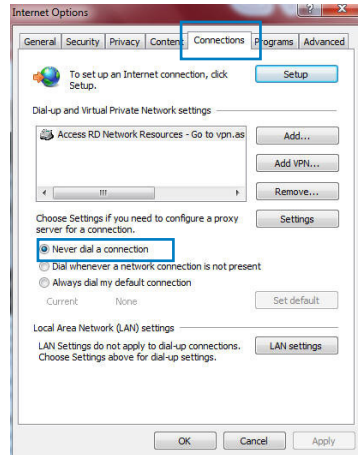 Internet Options
General Security Privacy Content Connections Programs Advanced
To set up an Internet connection, click
Setup.
Setup
Dial-up and Virtual Private Network settings
Access RD Network Resources - Go to vpn.as
Add...
Add VPN...
Remove...
Choose Settings if you need to configure a proxy
server for a connection.
Settings
Never dial a connection
Dial whenever a network connection is not present
Always dial my default connection
Current None
Set default
Local Area Network (LAN) settings
LAN Settings do not apply to dial-up connections.
Choose Settings above for dial-up settings.
LAN settings
OK Cancel Apply